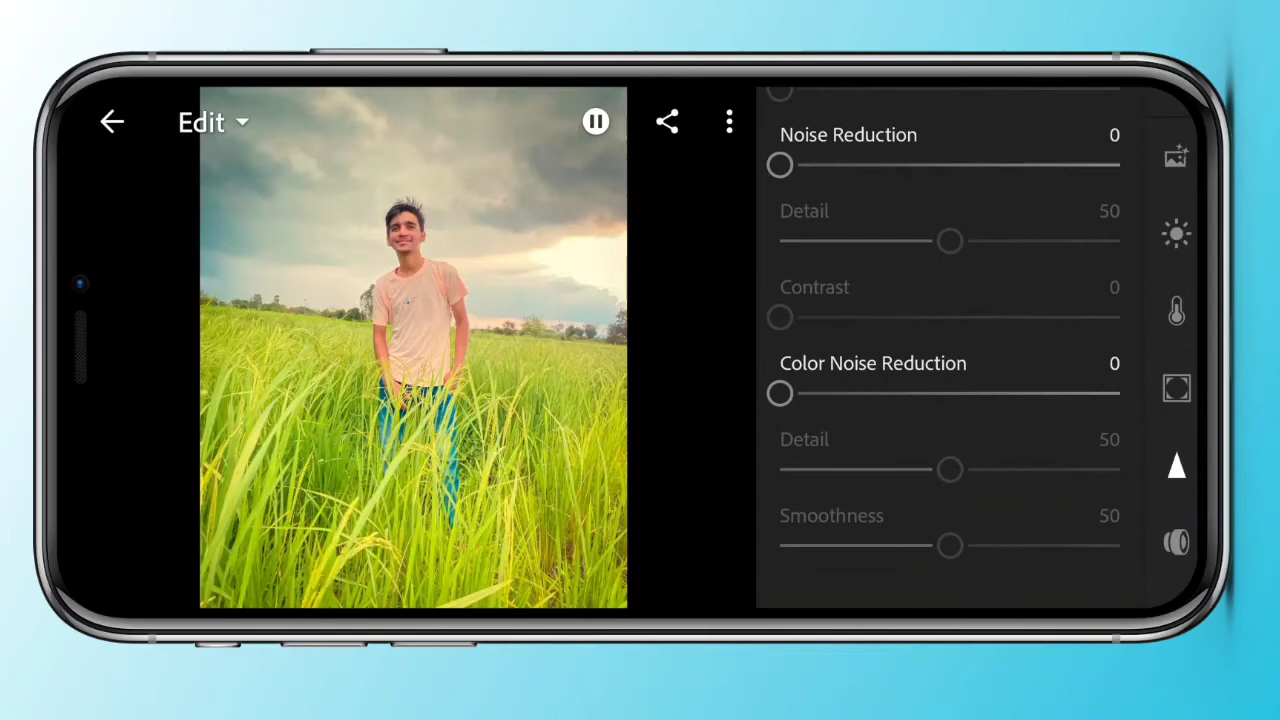 Edit
Noise Reduction 0
Detail 50
Contrast 0
Color Noise Reduction 0
Detail 50
Smoothness 50